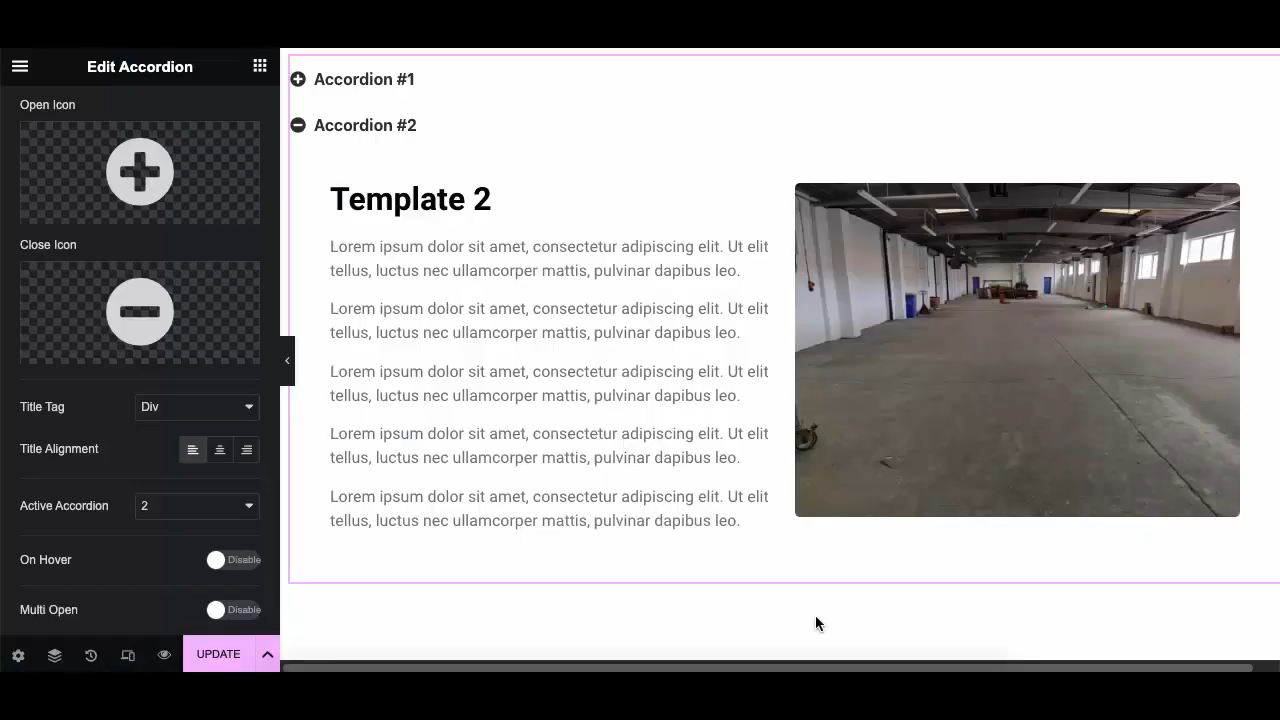 Edit Accordion
Open Icon
Close Icon
Title Tag
Div
Title Alignment
Active Accordion
2
On Hover
Disable
Multi Open
Disable
UPDATE
Accordion #1
Accordion #2
Template 2
Lorem ipsum dolor sit amet, consectetur adipiscing elit. Ut elit
tellus, luctus nec ullamcorper mattis, pulvinar dapibus leo.
Lorem ipsum dolor sit amet, consectetur adipiscing elit. Ut elit
tellus, luctus nec ullamcorper mattis, pulvinar dapibus leo.
Lorem ipsum dolor sit amet, consectetur adipiscing elit. Ut elit
tellus, luctus nec ullamcorper mattis, pulvinar dapibus leo.
Lorem ipsum dolor sit amet, consectetur adipiscing elit. Ut elit
tellus, luctus nec ullamcorper mattis, pulvinar dapibus leo.
Lorem ipsum dolor sit amet, consectetur adipiscing elit. Ut elit
tellus, luctus nec ullamcorper mattis, pulvinar dapibus leo.